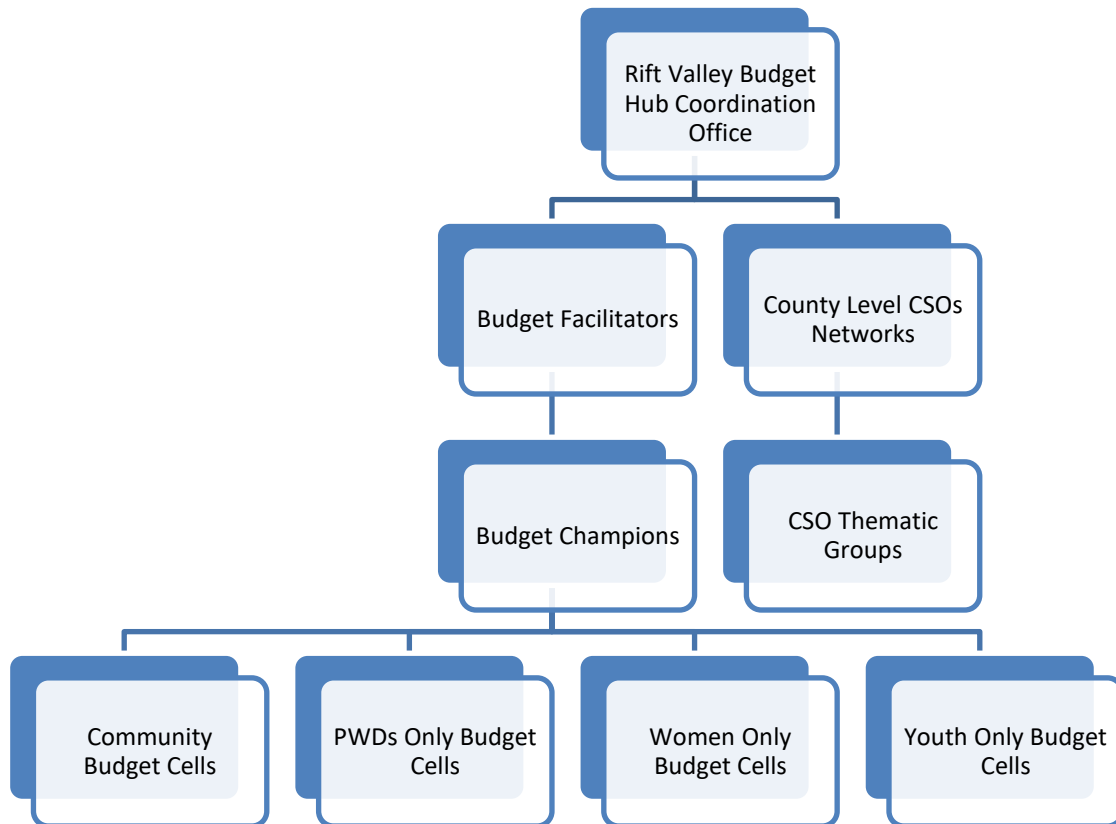 Rift Valley Budget
Hub Coordination
Office
Budget Facilitators
County Level CSOs
Networks
Budget Champions
CSO Thematic
Groups
Community
Budget Cells
PWDs Only Budget
Cells
Women Only
Budget Cells
Youth Only Budget
Cells